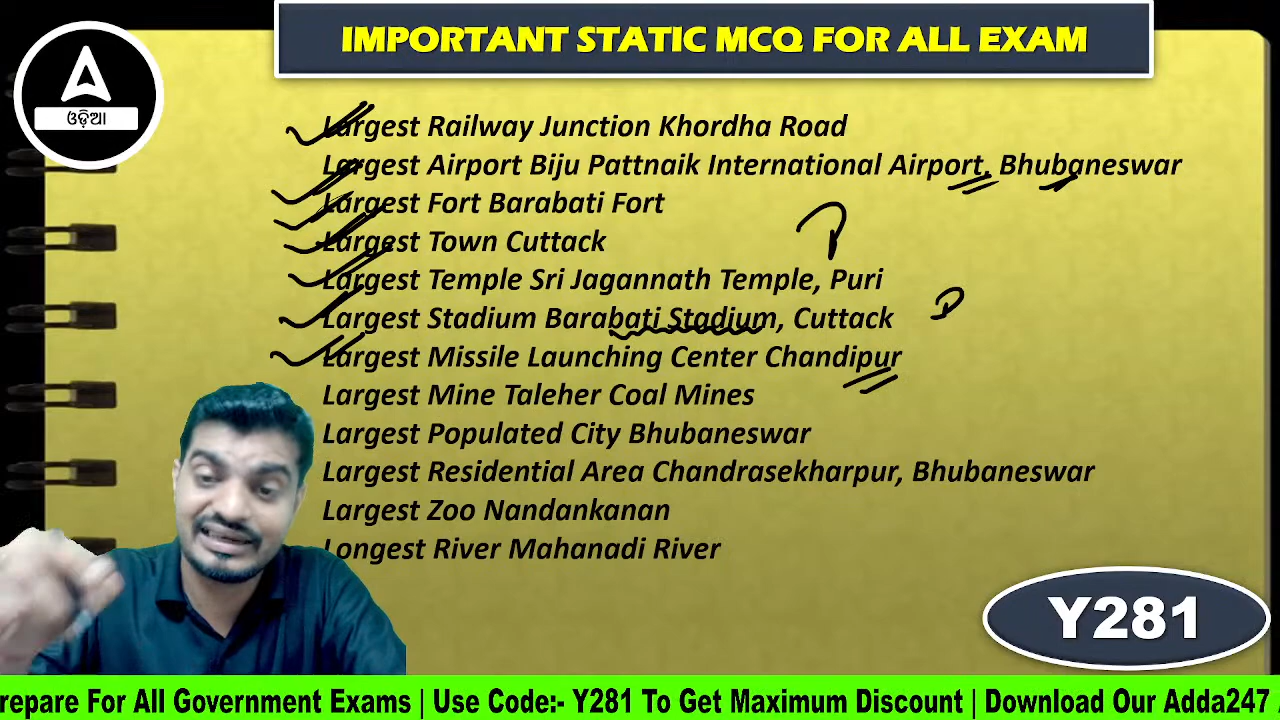 IMPORTANT STATIC MCQ FOR ALL EXAM
ଓଡ଼ିଆ
Largest Railway Junction Khordha Road
Largest Airport Biju Pattnaik International Airport, Bhubaneswar
Largest Fort Barabati Fort
Largest Town Cuttack
Largest Temple Sri Jagannath Temple, Puri
Largest Stadium Barabati Stadium, Cuttack
Largest Missile Launching Center Chandipur
Largest Mine Taleher Coal Mines
Largest Populated City Bhubaneswar
Largest Residential Area Chandrasekharpur, Bhubaneswar
Largest Zoo Nandankanan
Longest River Mahanadi River
Y281
repare For All Government Exams | Use Code:- Y281 To Get Maximum Discount | Download Our Adda247